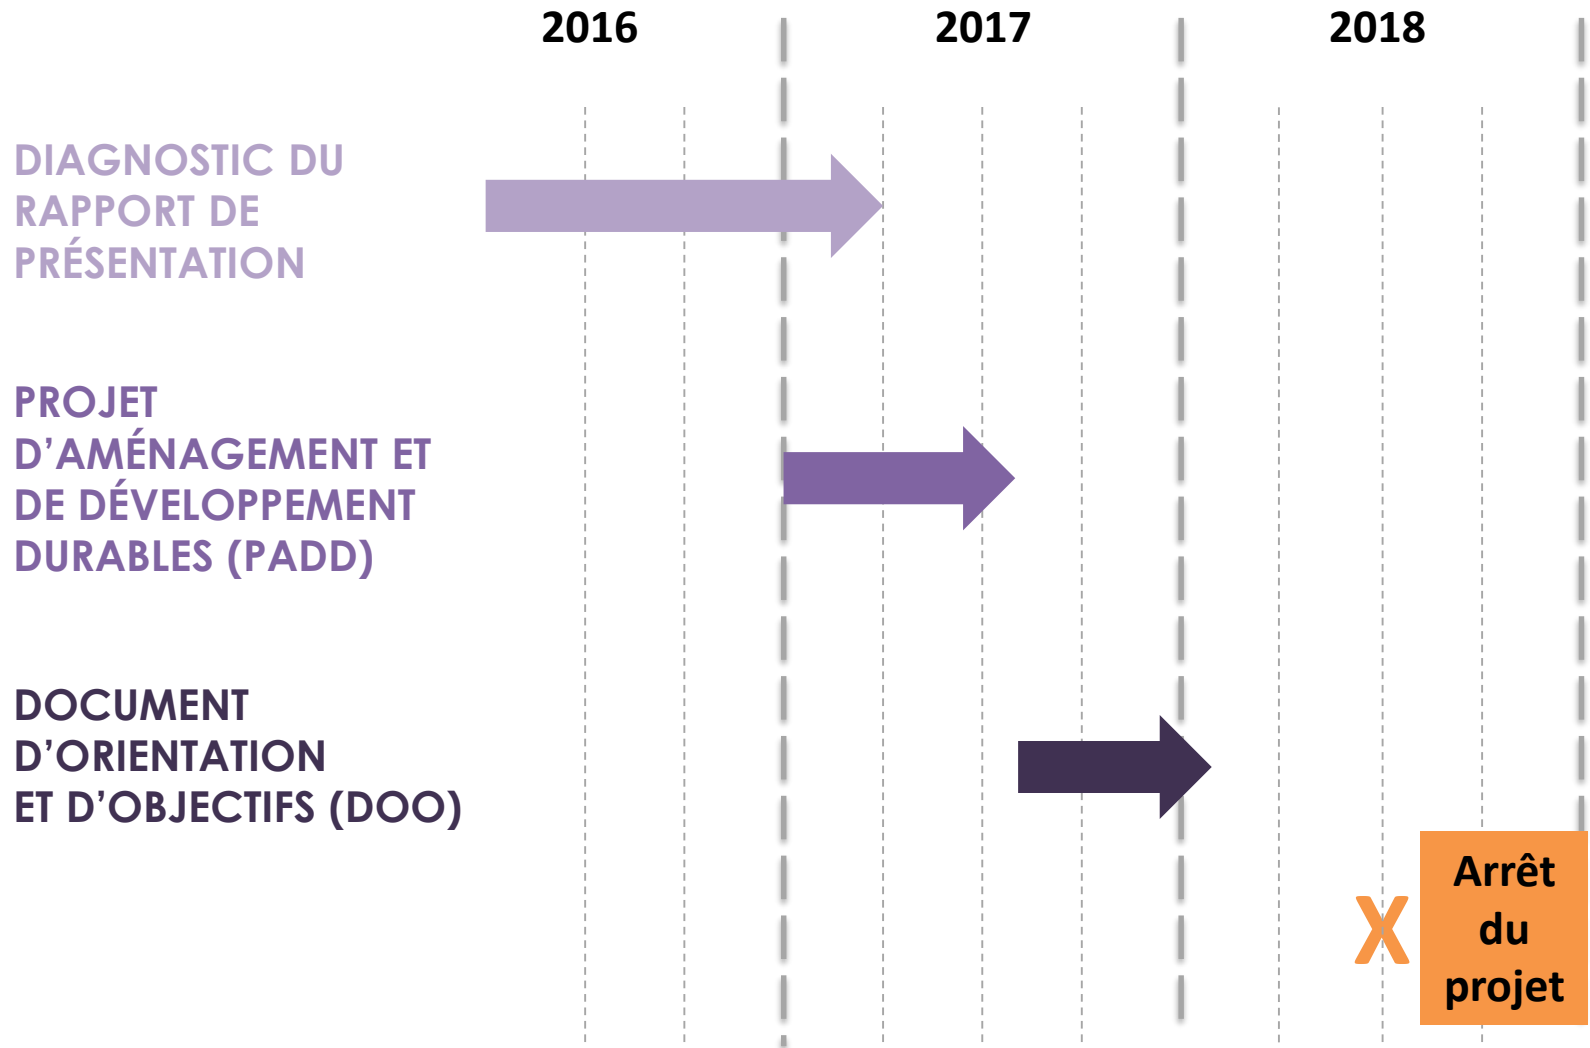 2016
2017
2018
DIAGNOSTIC DU
RAPPORT DE
PRÉSENTATION
PROJET
D’AMÉNAGEMENT ET
DE DÉVELOPPEMENT
DURABLES (PADD)
DOCUMENT
D’ORIENTATION
ET D’OBJECTIFS (DOO)
X
Arrêt
du
projet